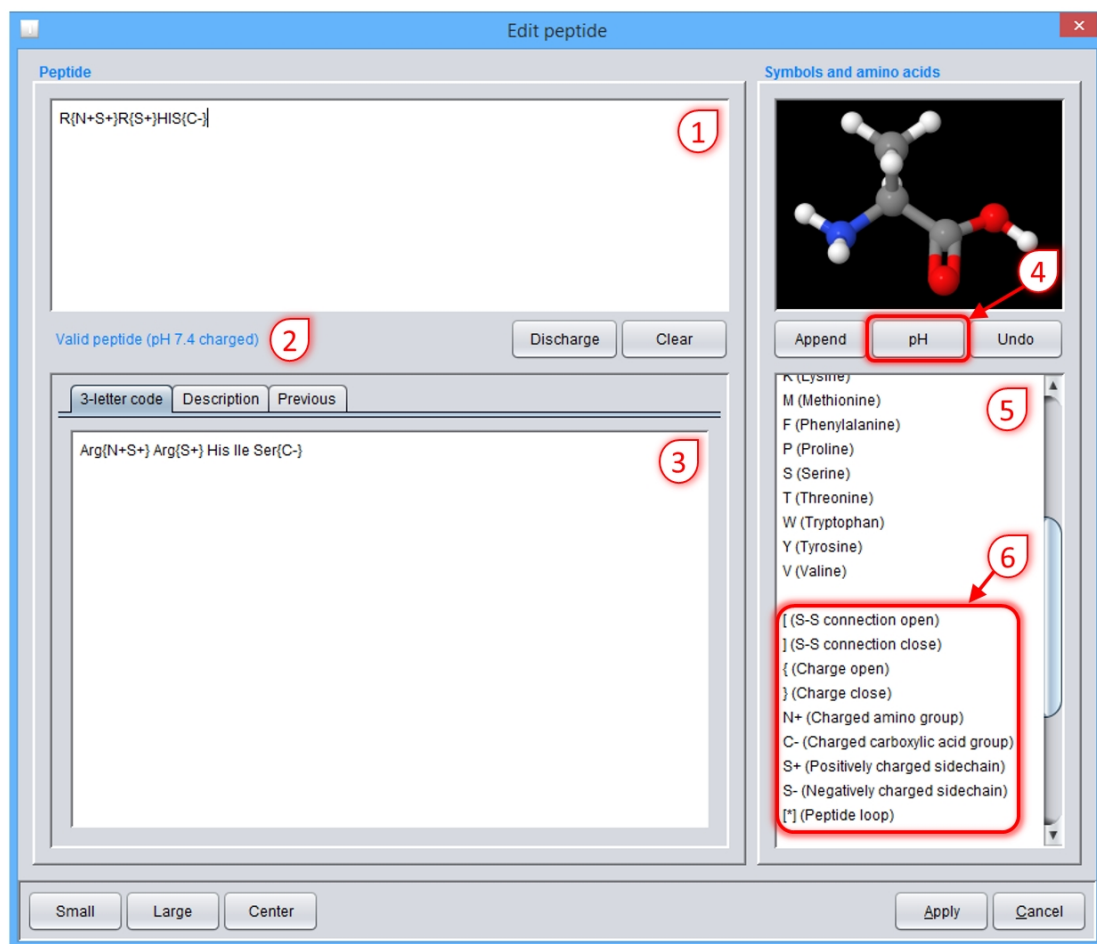 Edit peptide
Peptide
R{N+S+}R{S+}HIS{C-}
1
Valid peptide (pH 7.4 charged)
2
Discharge
Clear
3-letter code
Description
Previous
Arg{N+S+} Arg{S+} His Ile Ser{C-}
3
Symbols and amino acids
4
Append
pH
Undo
K (Lysine)
M (Methionine)
5
F (Phenylalanine)
P (Proline)
S (Serine)
T (Threonine)
W (Tryptophan)
Y (Tyrosine)
V (Valine)
6
[ (S-S connection open)
] (S-S connection close)
{ (Charge open)
} (Charge close)
N+ (Charged amino group)
C- (Charged carboxylic acid group)
S+ (Positively charged sidechain)
S- (Negatively charged sidechain)
[*] (Peptide loop)
Small
Large
Center
Apply
Cancel